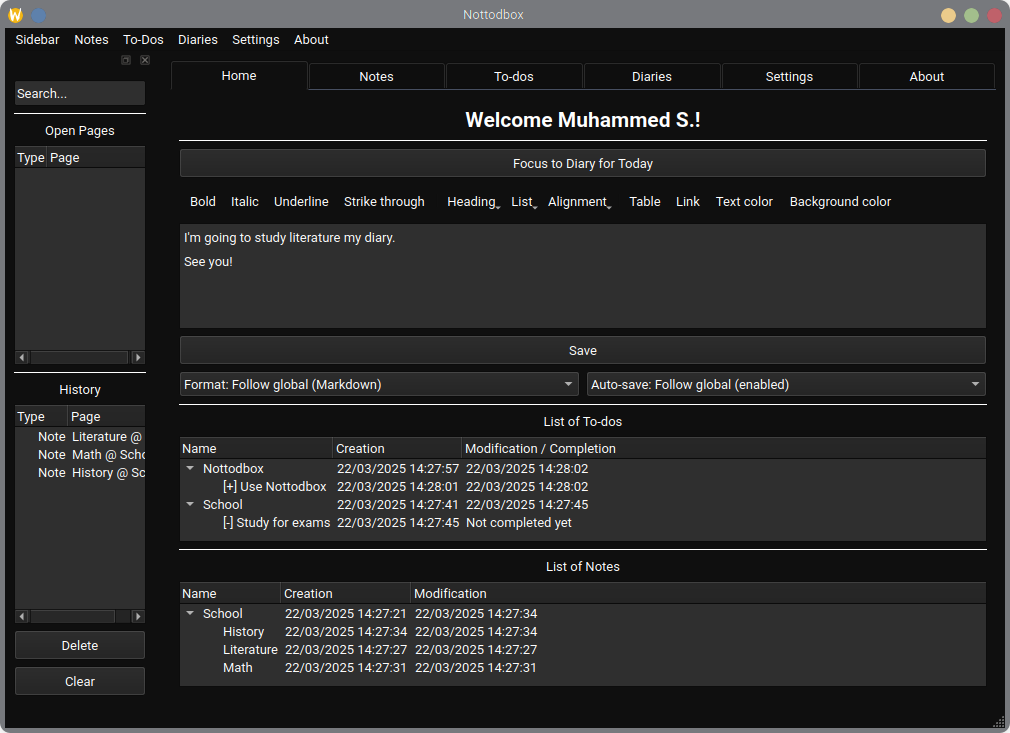 Nottodbox
Sidebar Notes To-Dos Diaries Settings About
Home Notes To-dos Diaries Settings About
Search...
Open Pages
Type Page
History
Type Page
Note Literature @
Note Math @ Scho
Note History @ Sc
Delete
Clear
Welcome Muhammed S.!
Focus to Diary for Today
Bold Italic Underline Strike through Heading List Alignment Table Link Text color Background color
I'm going to study literature my diary.
See you!
Save
Format: Follow global (Markdown) Auto-save: Follow global (enabled)
List of To-dos
Name Creation Modification / Completion
Nottodbox 22/03/2025 14:27:57 22/03/2025 14:28:02
[+] Use Nottodbox 22/03/2025 14:28:01 22/03/2025 14:28:02
School 22/03/2025 14:27:41 22/03/2025 14:27:45
[-] Study for exams 22/03/2025 14:27:45 Not completed yet
List of Notes
Name Creation Modification
School 22/03/2025 14:27:21 22/03/2025 14:27:34
History 22/03/2025 14:27:34 22/03/2025 14:27:34
Literature 22/03/2025 14:27:27 22/03/2025 14:27:27
Math 22/03/2025 14:27:31 22/03/2025 14:27:31